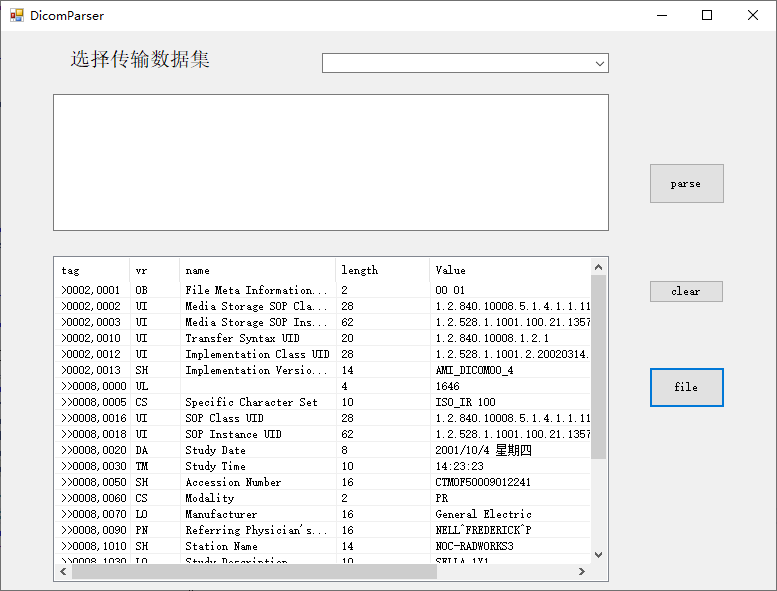 DicomParser
选择传输数据集
parse
tag vr name length Value
>0002,0001 OB File Meta Information... 2 00 01
>0002,0002 UI Media Storage SOP Cla... 28 1.2.840.10008.5.1.4.1.1.11
>0002,0003 UI Media Storage SOP Ins... 62 1.2.528.1.1001.100.21.1357
clear
>0002,0010 UI Transfer Syntax UID 20 1.2.840.10008.1.2.1
>0002,0012 UI Implementation Class UID 28 1.2.528.1.1001.2.20020314.
>0002,0013 SH Implementation Versio... 14 AMI_DICOM00_4
>>0008,0000 UL 4 1646
file
>>0008,0005 CS Specific Character Set 10 ISO_IR 100
>>0008,0016 UI SOP Class UID 28 1.2.840.10008.5.1.4.1.1.11
>>0008,0018 UI SOP Instance UID 62 1.2.528.1.1001.100.21.1357
>>0008,0020 DA Study Date 8 2001/10/4 星期四
>>0008,0030 TM Study Time 10 14:23:23
>>0008,0050 SH Accession Number 16 CTMOF50009012241
>>0008,0060 CS Modality 2 PR
>>0008,0070 LO Manufacturer 16 General Electric
>>0008,0090 PN Referring Physician's... 16 NELL^FREDERICK^P
>>0008,1010 SH Station Name 14 NOC-RADWORKS3
>>0008,1030 LO Study Description 10 SELLA 1Y1